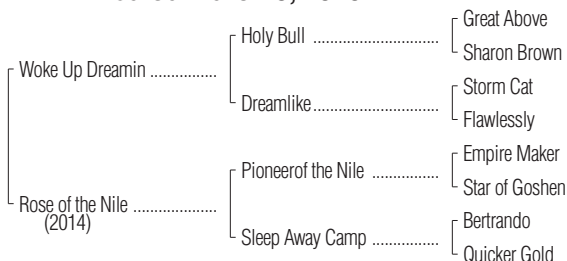 Great Above
Holy Bull ................................
Sharon Brown
Woke Up Dreamin .................
Storm Cat
Dreamlike ................................
Flawlessly
Empire Maker
Pioneerof the Nile .................
Star of Goshen
Rose of the Nile .....................
(2014)
Bertrando
Sleep Away Camp .................
Quicker Gold